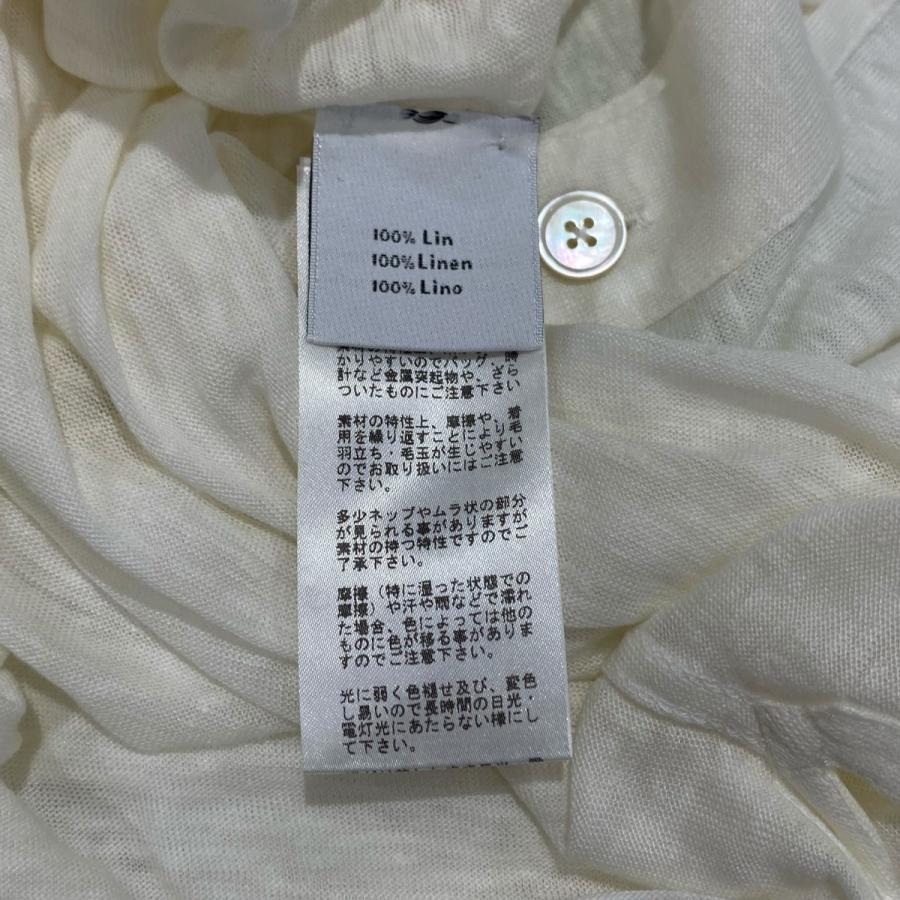 100% Lin
100% Linen
100% Lino
かりやすいのでバッグ、時
計など金属突起物や、ざら
ついたものにご注意下さい
素材の特性上、摩擦や、着
用を繰り返すことにより毛
羽立ち・毛玉が生じやすい
のでお取り扱いにはご注意
下さい。
多少ネップやムラ状の部分
が見られる事がありますが
素材の持つ特性ですのでご
了承下さい。
摩擦(特に湿った状態での
摩擦)や汗や雨などで濡れ
た場合、色によっては他の
ものに色が移る事がありま
すのでご注意下さい。
光に弱く色褪せ及び、変色
し易いので長時間の日光・
電灯光にあたらない様にし
て下さい。